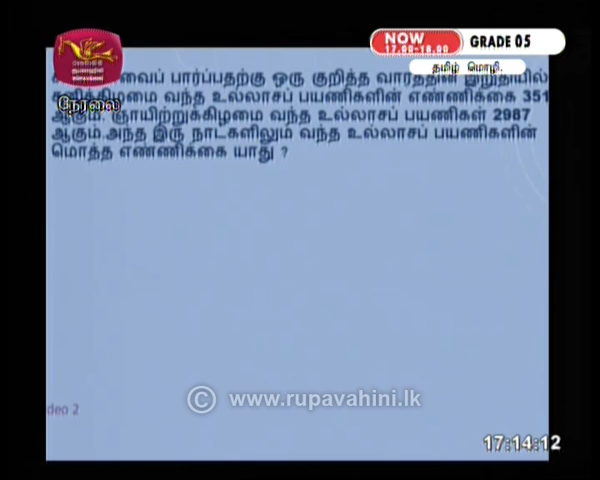 NOW
17.00-18.00
GRADE 05
தமிழ் மொழி.
நேரலை
பார்ப்பதற்கு ஒரு குறித்த வாரத்தின் இறுதியில்
சனிக்கிழமை வந்த உல்லாசப் பயணிகளின் எண்ணிக்கை 351
ஆகும். ஞாயிற்றுக்கிழமை வந்த உல்லாசப் பயணிகள் 2987
ஆகும்.அந்த இரு நாட்களிலும் வந்த உல்லாசப் பயணிகளின்
மொத்த எண்ணிக்கை யாது ?
© www.rupavahini.lk
deo 2
17:14:12